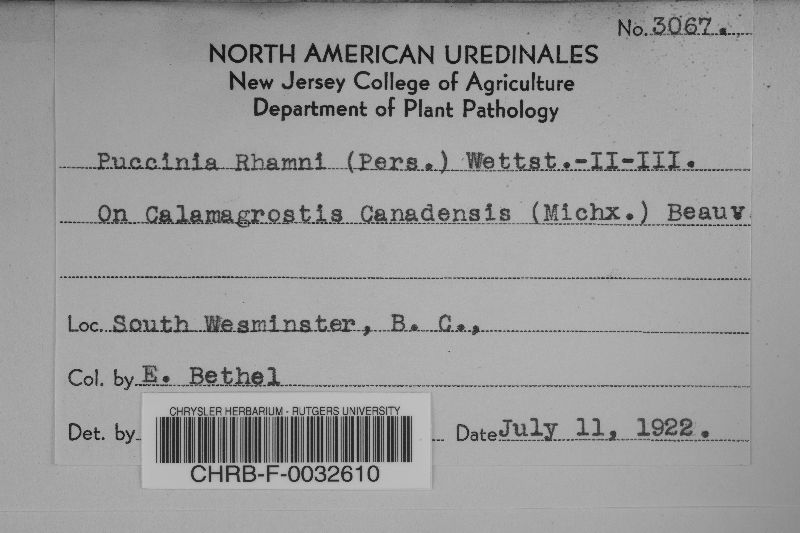 No. 3067.
NORTH AMERICAN UREDINALES
New Jersey College of Agriculture
Department of Plant Pathology
Puccinia Rhamni (Pers.) Wettst.-II-III.
On Calamagrostis Canadensis (Michx.) Beauv.
Loc. South Wesminster, B. C.,
Col. by E. Bethel
Det. by Date July 11, 1922.
CHRYSLER HERBARIUM - RUTGERS UNIVERSITY
CHRB-F-0032610